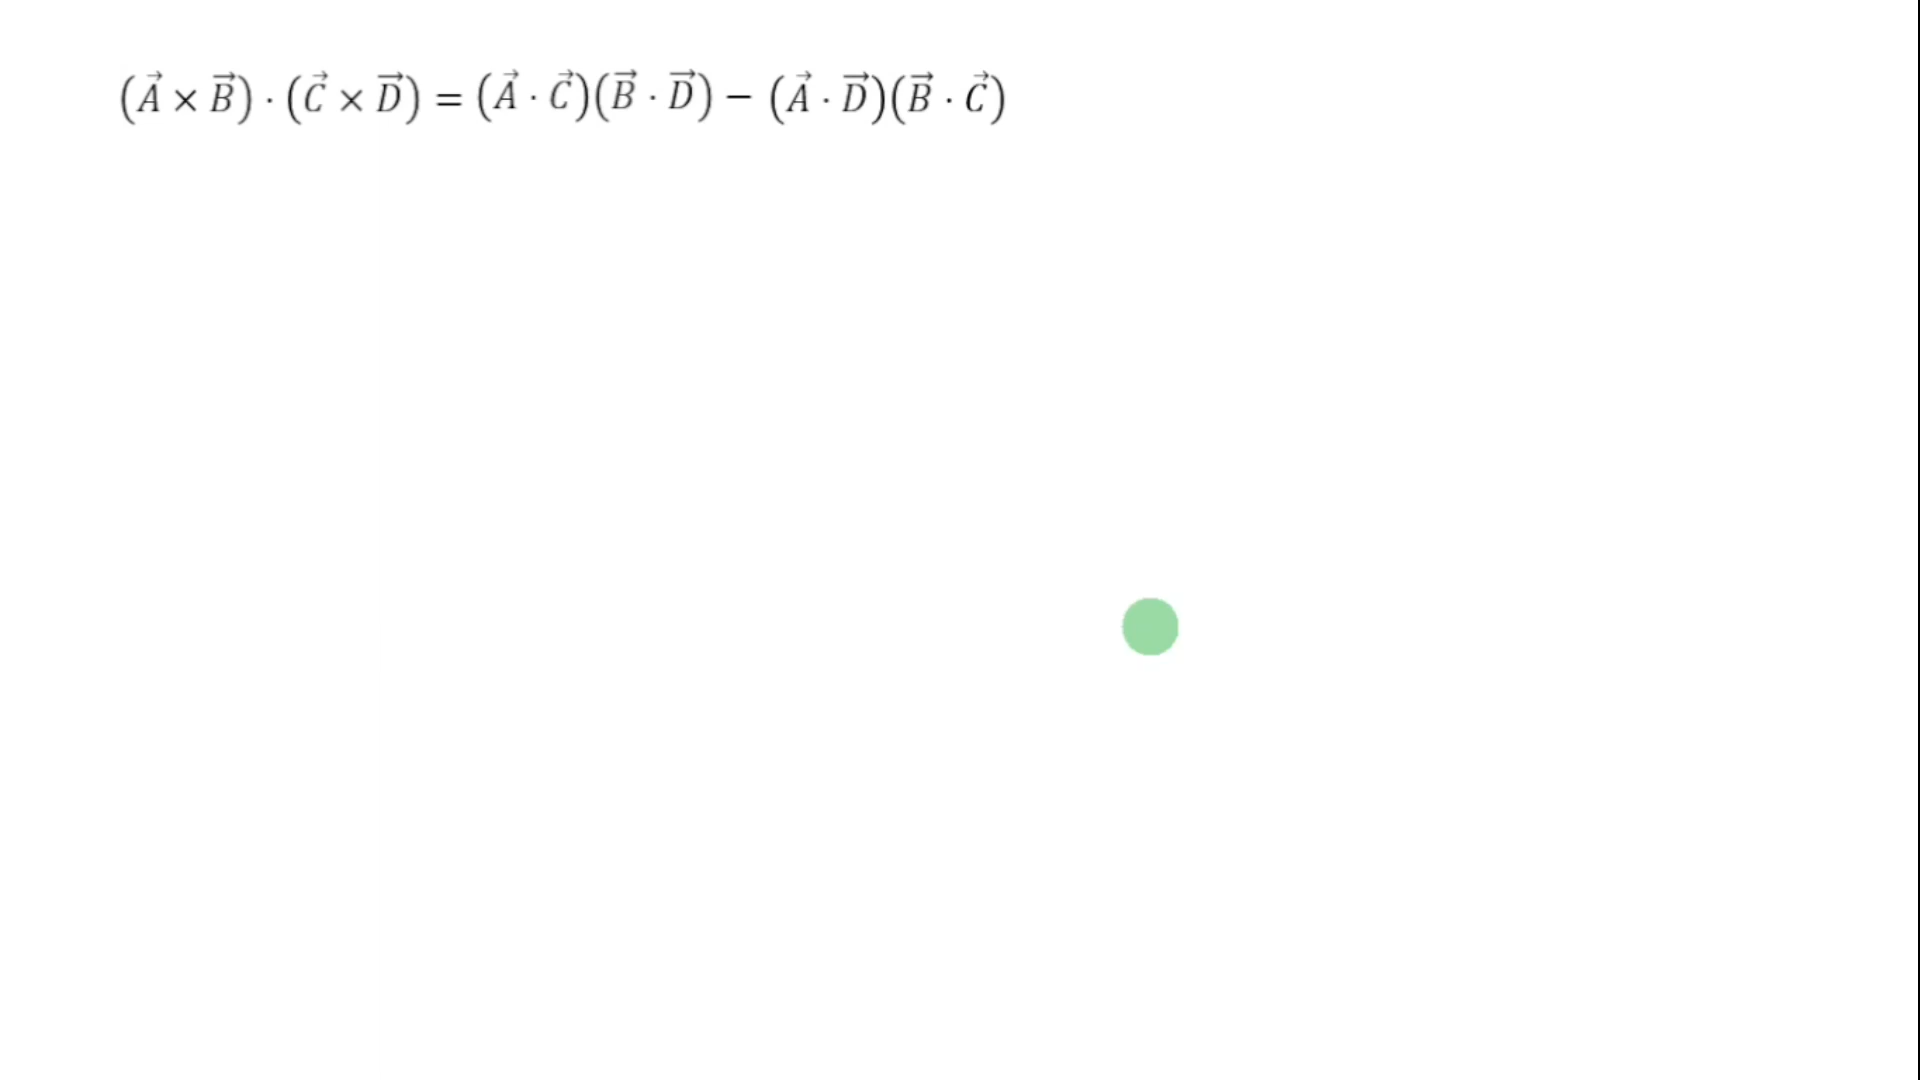 (A⃗ × B⃗) · (C⃗ × D⃗) = (A⃗ · C⃗)(B⃗ · D⃗) − (A⃗ · D⃗)(B⃗ · C⃗)